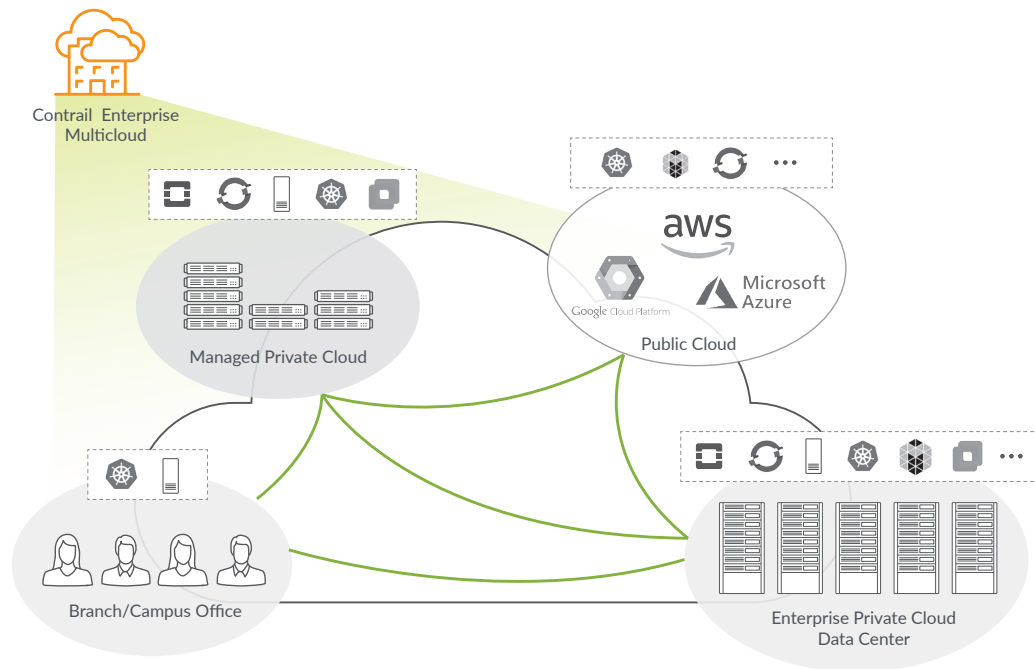 Contrail Enterprise
Multicloud
aws
Microsoft
Azure
Google Cloud Platform
Managed Private Cloud
Public Cloud
Branch/Campus Office
Enterprise Private Cloud
Data Center